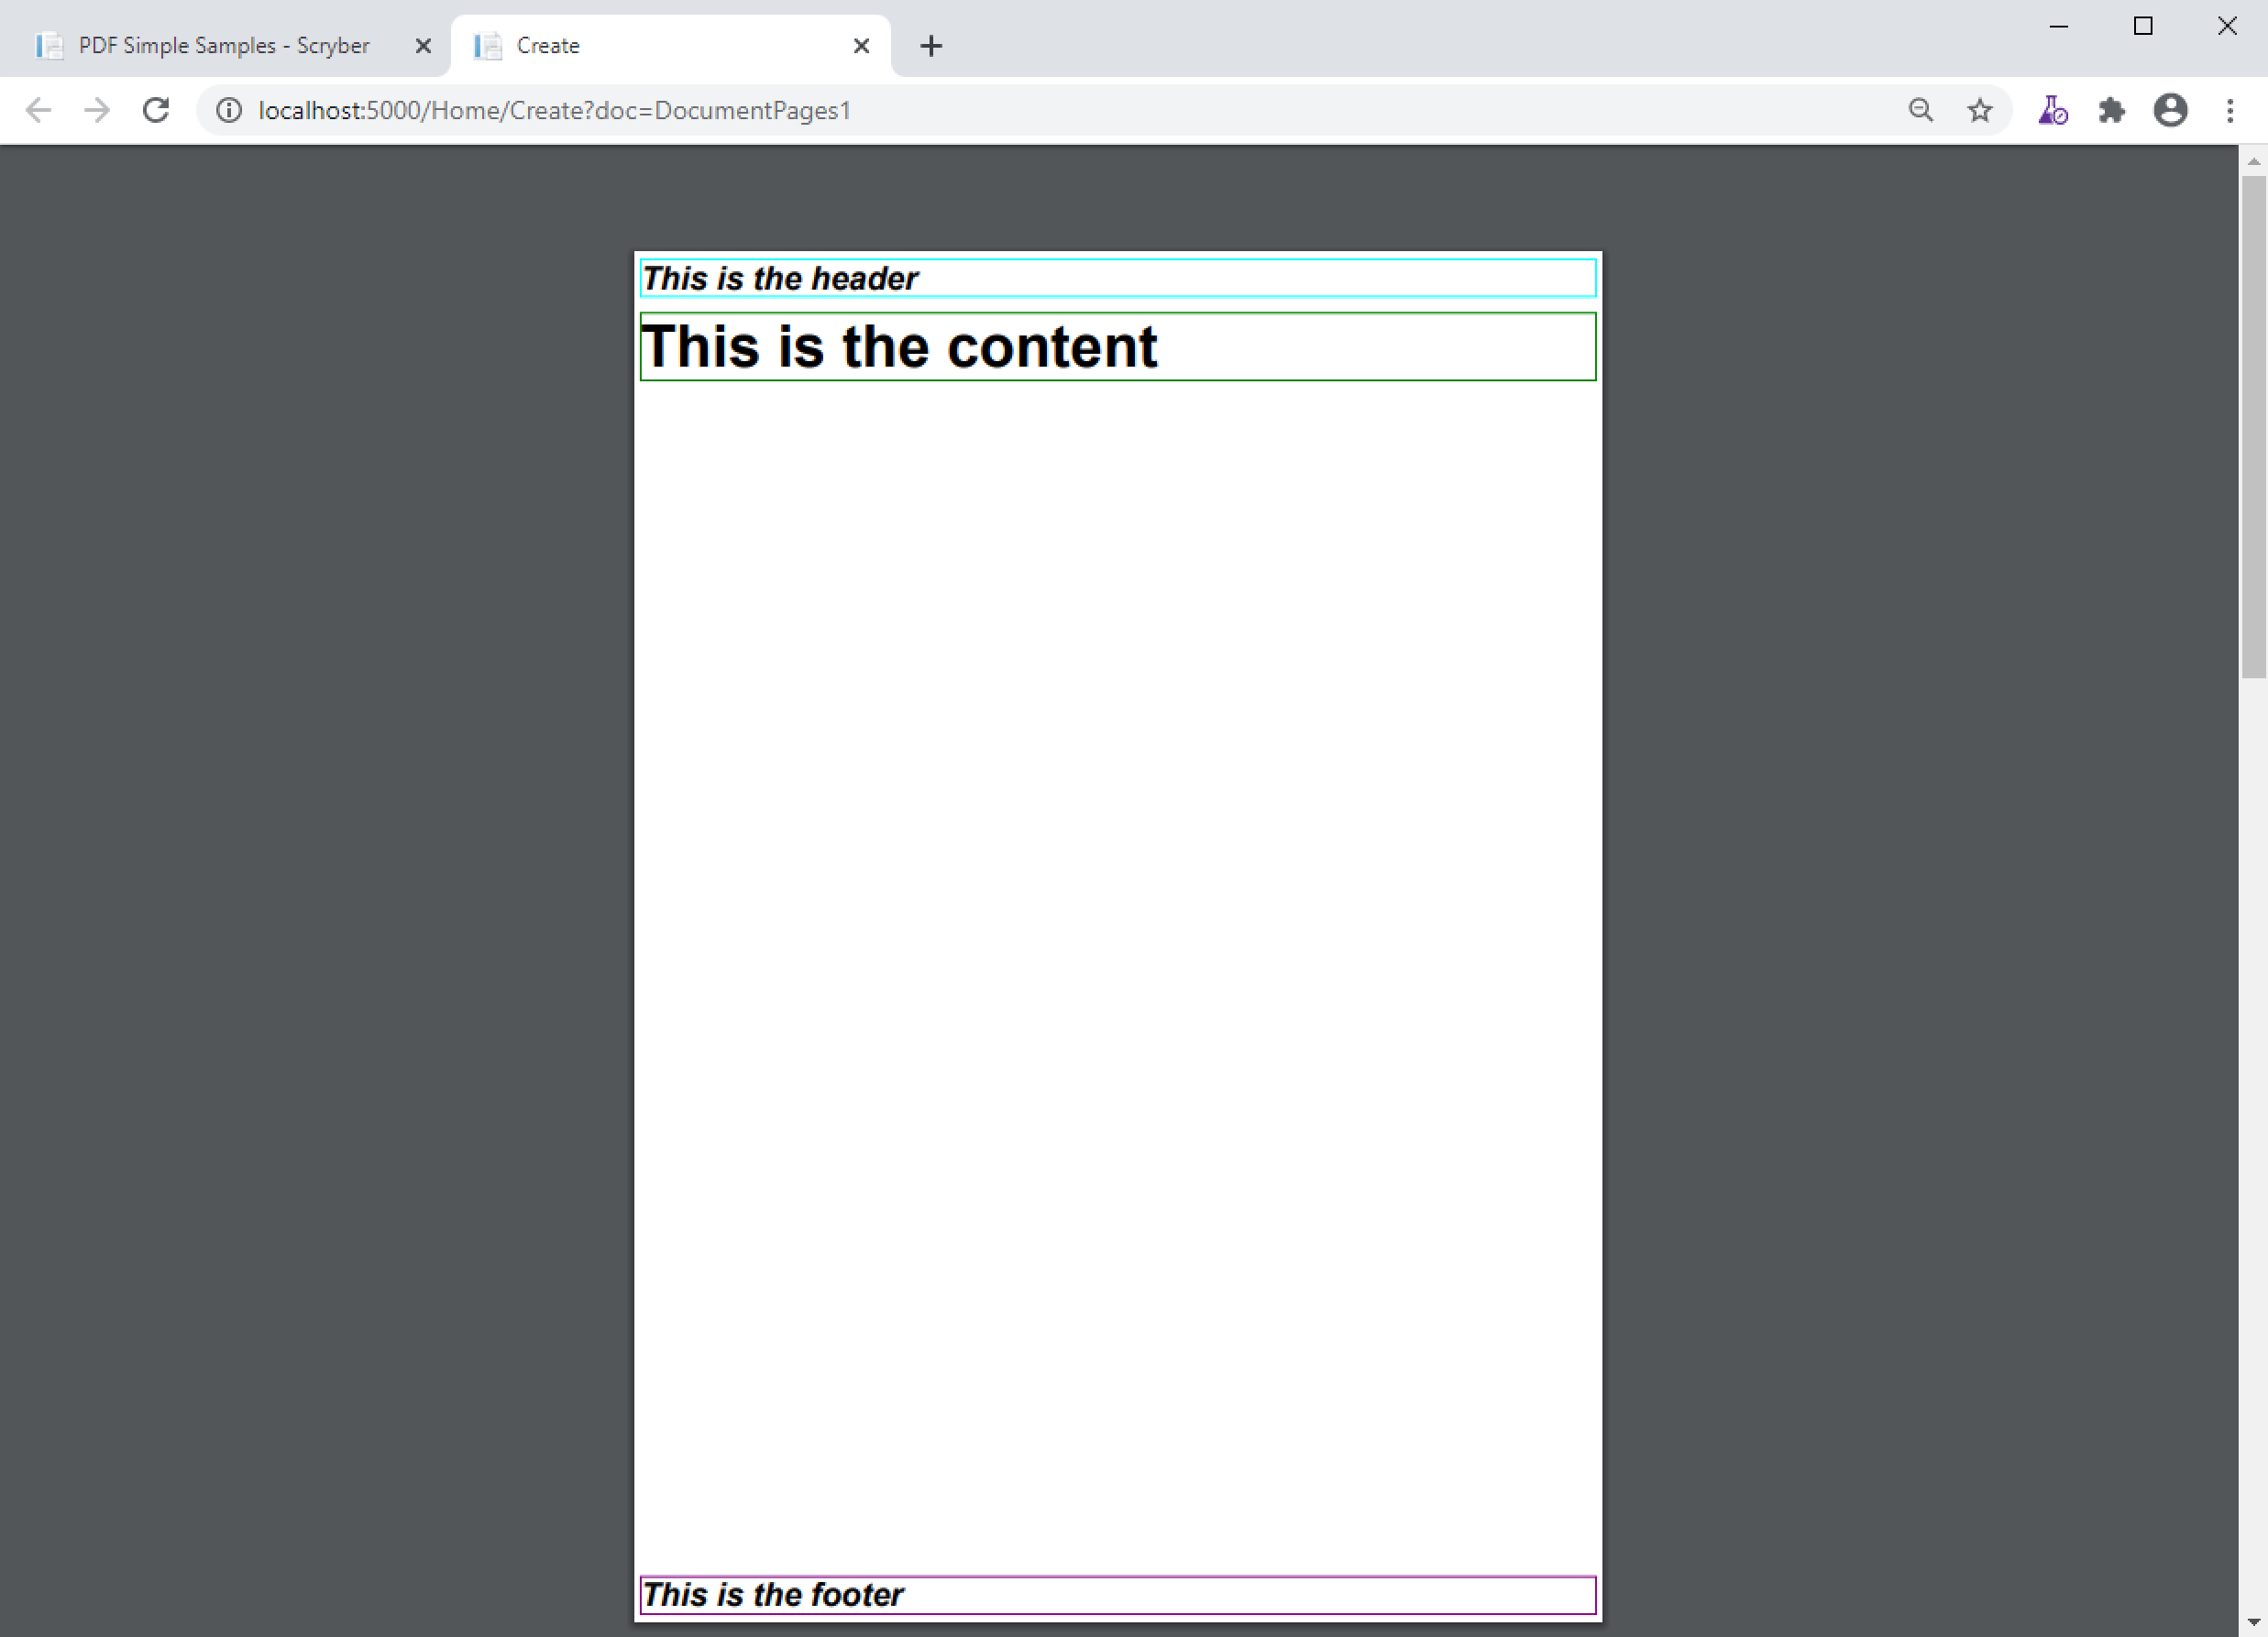 PDF Simple Samples - Scryber
Create
localhost:5000/Home/Create?doc=DocumentPages1
This is the header
This is the content
This is the footer